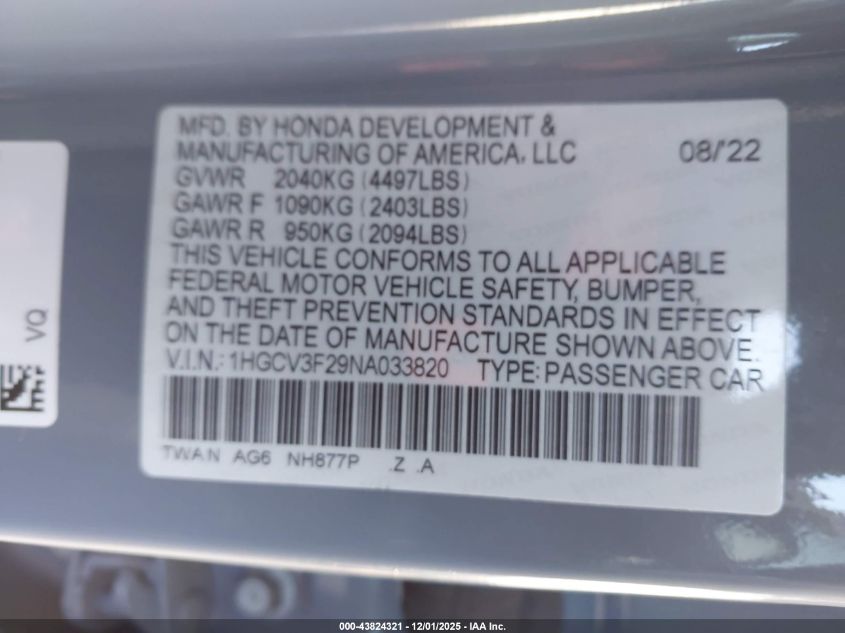 MFD. BY HONDA DEVELOPMENT &
MANUFACTURING OF AMERICA, LLC 08/'22
GVWR 2040KG (4497LBS)
GAWR F 1090KG (2403LBS)
GAWR R 950KG (2094LBS)
THIS VEHICLE CONFORMS TO ALL APPLICABLE
FEDERAL MOTOR VEHICLE SAFETY, BUMPER,
AND THEFT PREVENTION STANDARDS IN EFFECT
ON THE DATE OF MANUFACTURE SHOWN ABOVE.
V.I.N.: 1HGCV3F29NA033820 TYPE: PASSENGER CAR
TWAN AG6 NH877P .Z .A
VQ
000-43824321 - 12/01/2025 - IAA Inc.